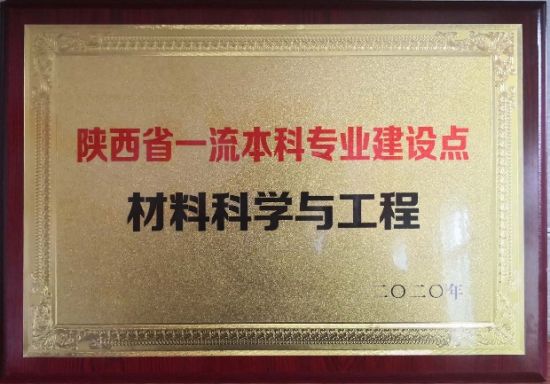 陕西省一流本科专业建设点
材料科学与工程
二〇二〇年